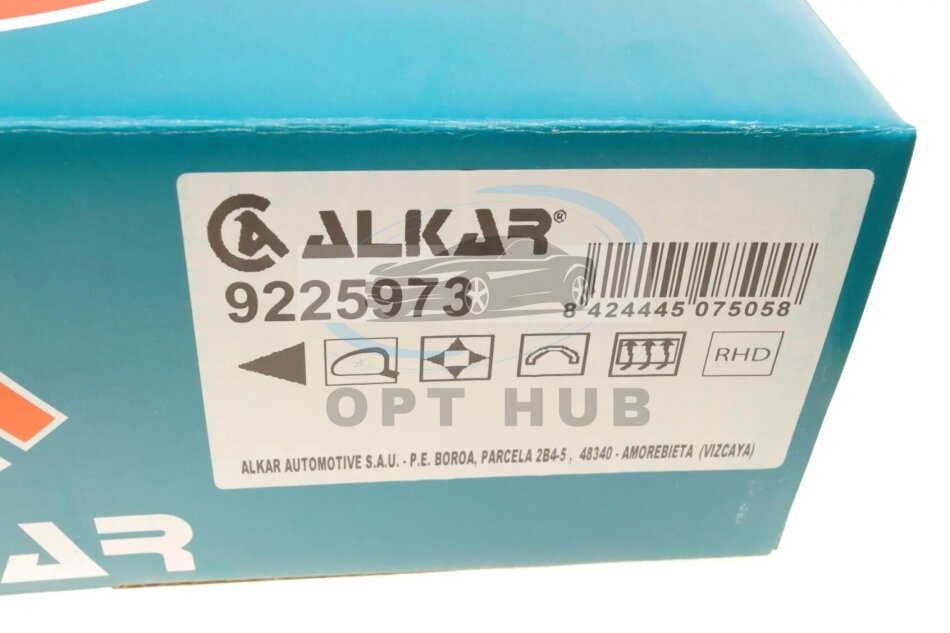 ALKAR®
9225973
8 424445 075058
RHD
OPT HUB
ALKAR AUTOMOTIVE S.A.U. - P.E. BOROA, PARCELA 2B4-5 , 48340 - AMOREBIETA (VIZCAYA)
AR